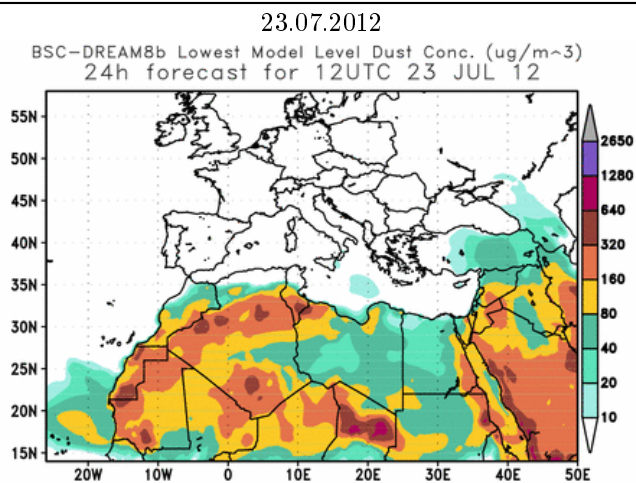 23.07.2012
BSC-DREAM8b Lowest Model Level Dust Conc. (ug/m^3)
24h forecast for 12UTC 23 JUL 12
55N
50N
45N
40N
35N
30N
25N
20N
15N
20W
10W
0
10E
20E
30E
40E
50E
2650
1280
640
320
160
80
40
20
10